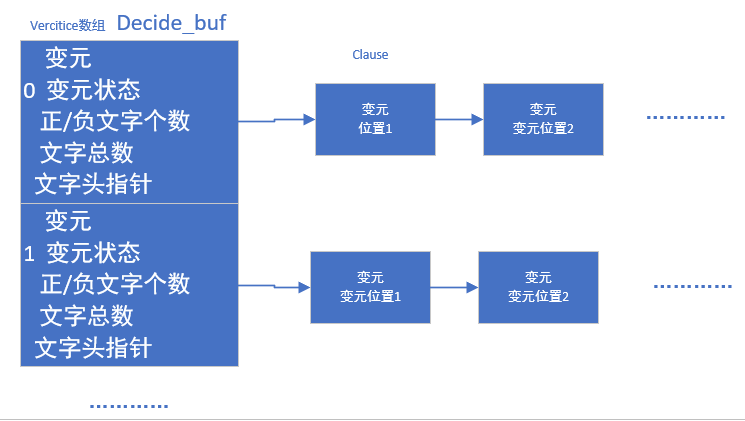 Vercitice数组 Decide_buf
变元
0 变元状态
正/负文字个数
文字总数
文字头指针
Clause
变元
位置1
变元
变元位置2
…………
变元
1 变元状态
正/负文字个数
文字总数
文字头指针
变元
变元位置1
变元
变元位置2
…………
…………